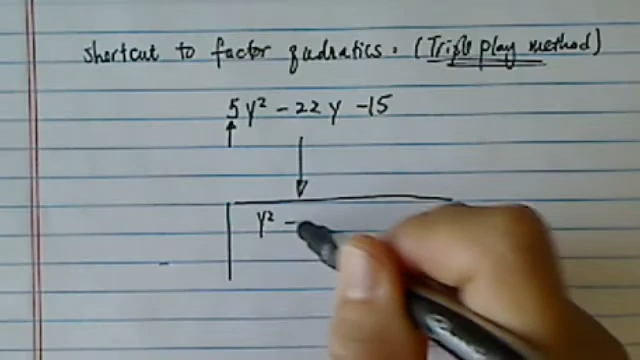 shortcut to factor quadratics. (Triple play method)
5y² - 22y - 15
y² -